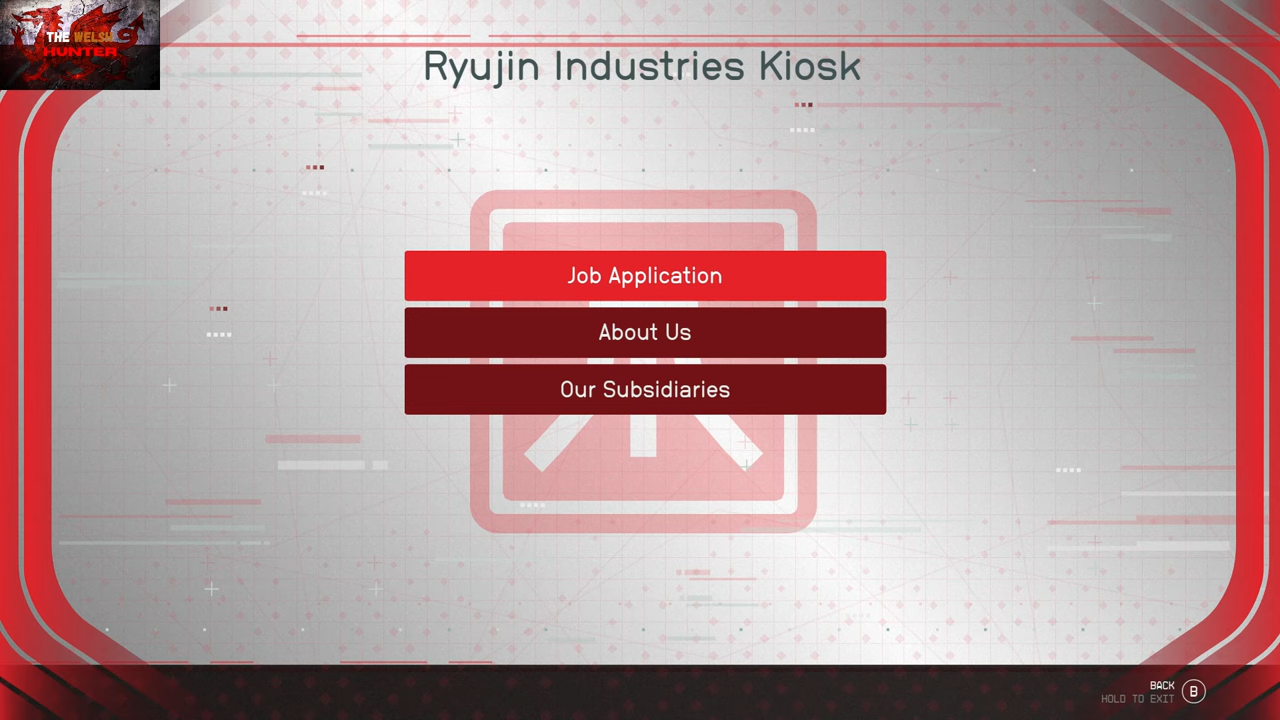 THE WELSH
HUNTER
Ryujin Industries Kiosk
Job Application
About Us
Our Subsidiaries
BACK
HOLD TO EXIT
B